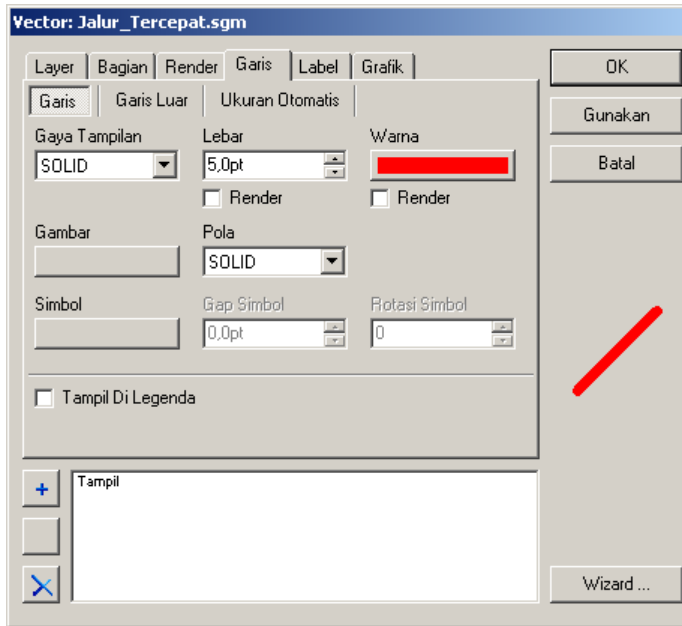 Vector: Jalur_Tercepat.sgm
Layer Bagian Render Garis Label Grafik
OK
Garis Garis Luar Ukuran Otomatis
Gunakan
Gaya Tampilan Lebar Warna
SOLID 5,0pt
Batal
Render Render
Gambar Pola
SOLID
Simbol Gap Simbol Rotasi Simbol
0,0pt 0
Tampil Di Legenda
Tampil
Wizard ...